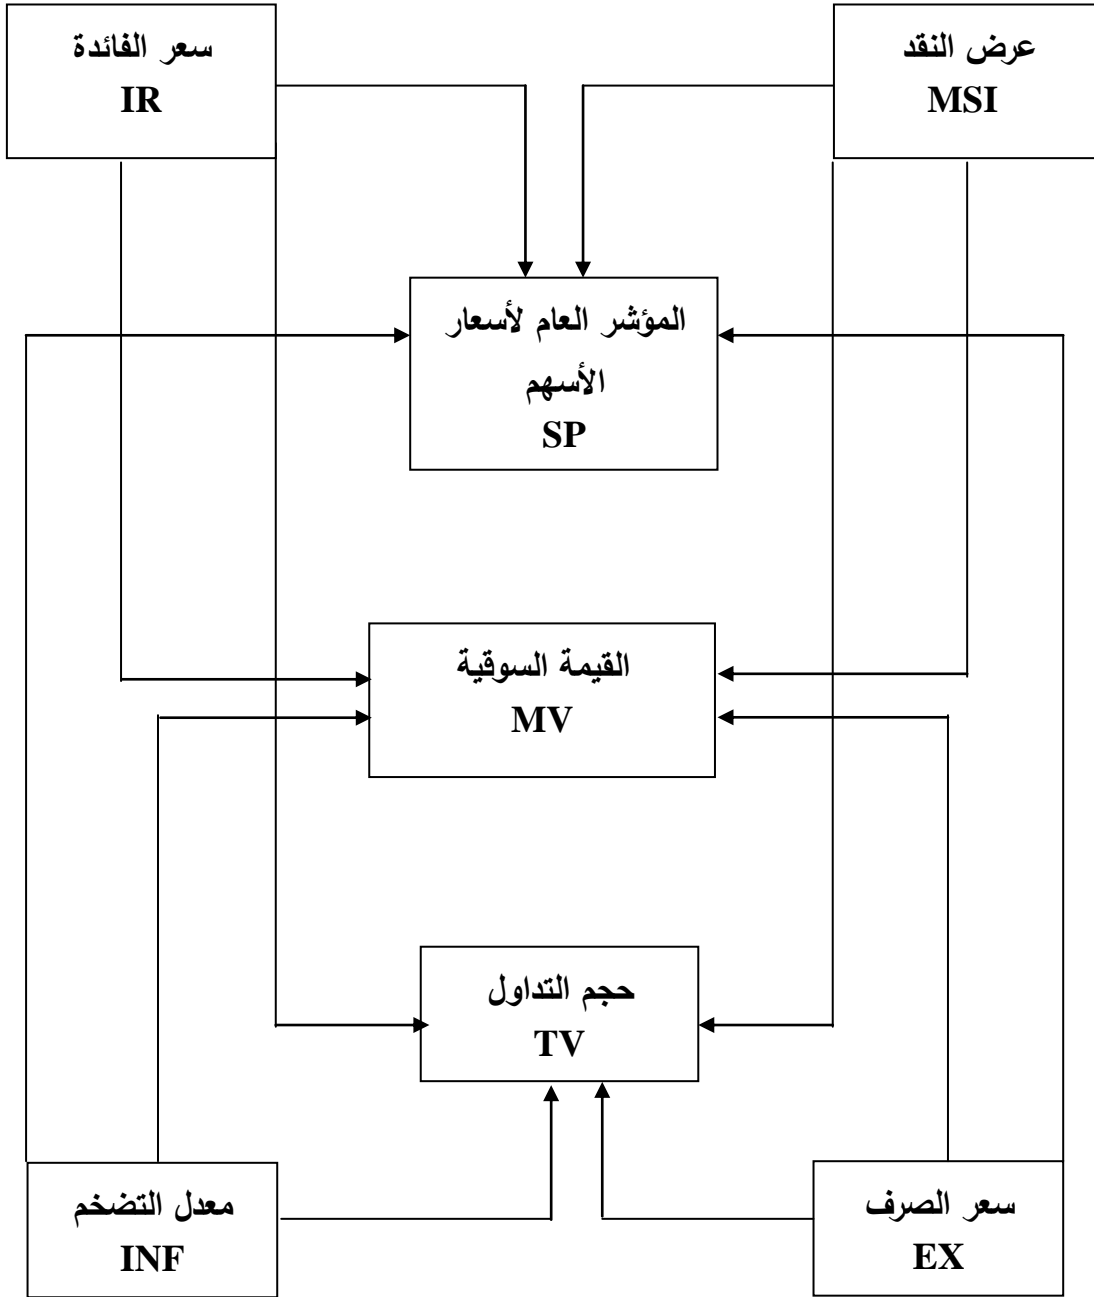 عرض النقد
MSI
سعر الفائدة
IR
المؤشر العام لأسعار
الأسهم
SP
القيمة السوقية
MV
حجم التداول
TV
سعر الصرف
EX
معدل التضخم
INF